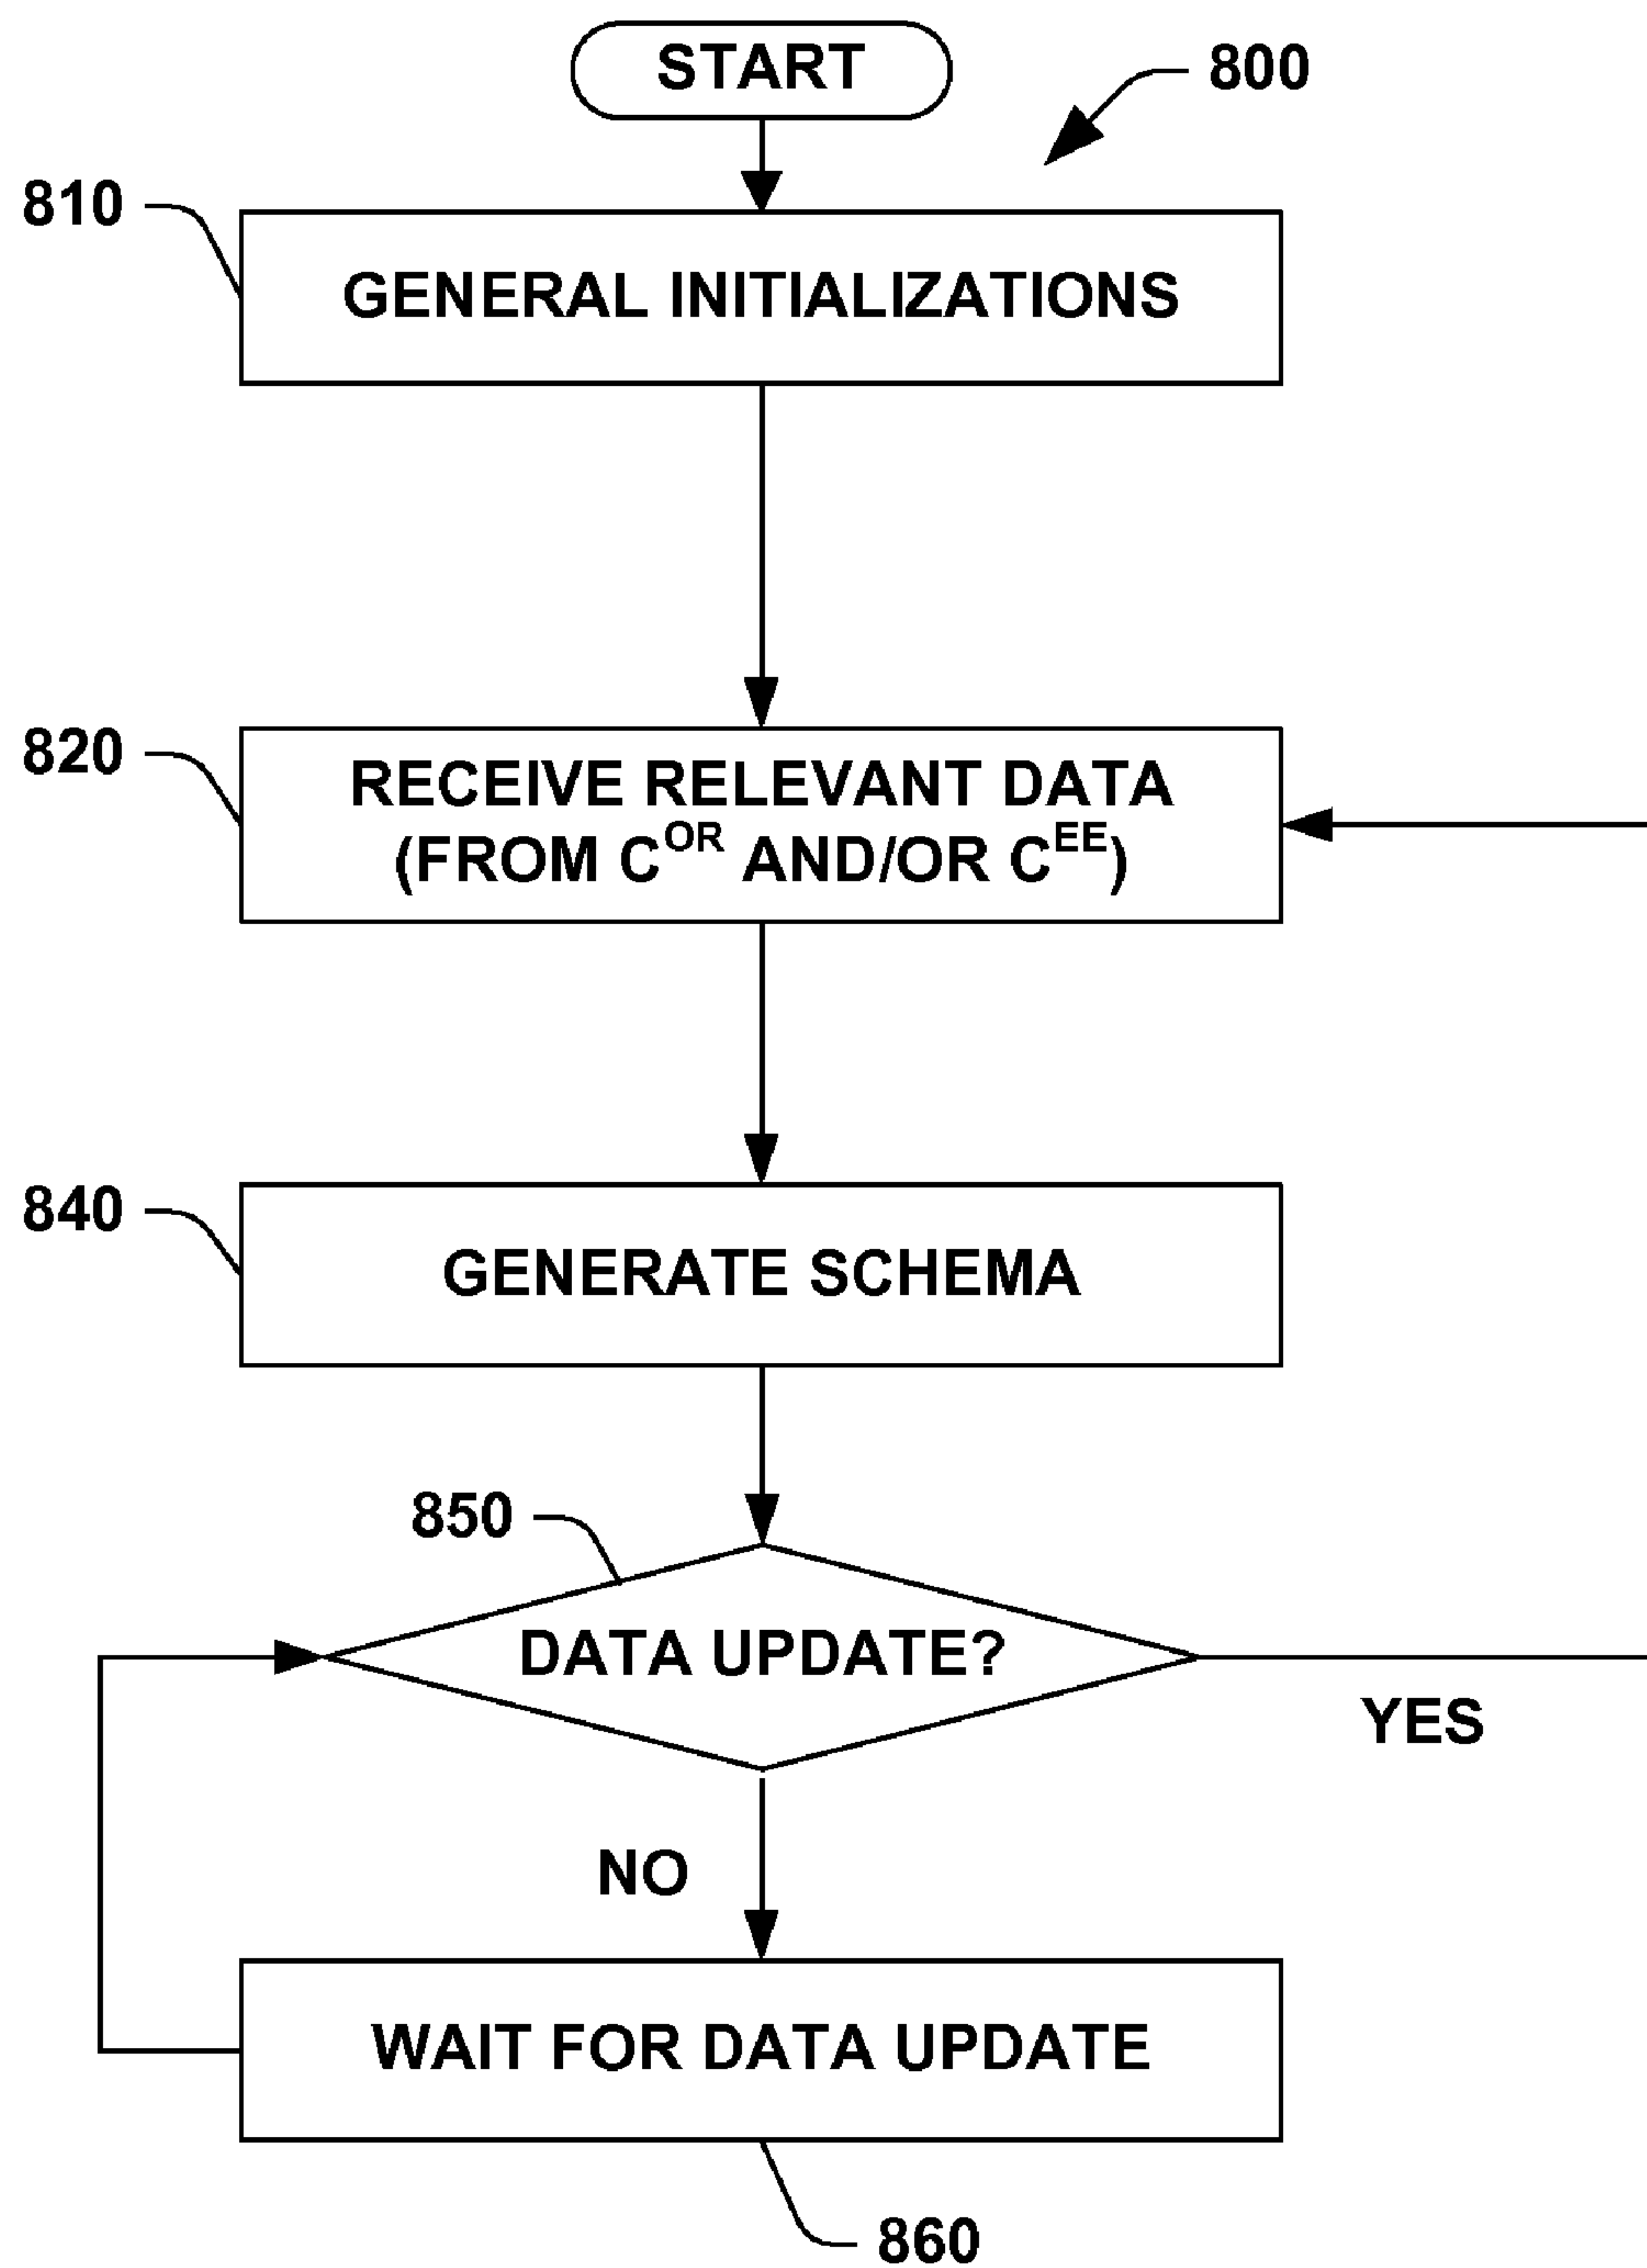 START
800
810
GENERAL INITIALIZATIONS
820
RECEIVE RELEVANT DATA
(FROM C^OR AND/OR C^EE)
840
GENERATE SCHEMA
850
DATA UPDATE?
YES
NO
WAIT FOR DATA UPDATE
860